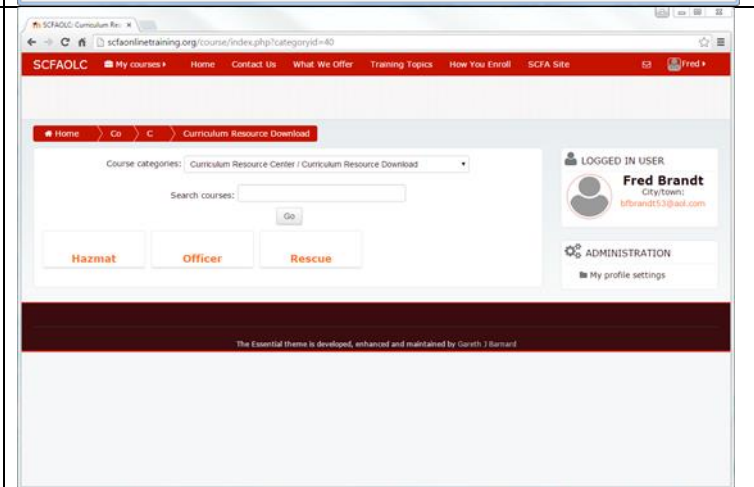 SCFAOLC: Curriculum Res
scfaonlinetraining.org/course/index.php?categoryid=40
SCFAOLC My courses Home Contact Us What We Offer Training Topics How You Enroll SCFA Site Fred
Home Co C Curriculum Resource Download
Course categories: Curriculum Resource Center / Curriculum Resource Download
Search courses:
Go
Hazmat Officer Rescue
LOGGED IN USER
Fred Brandt
City/town:
bfbrandt53@aol.com
ADMINISTRATION
My profile settings
The Essential theme is developed, enhanced and maintained by Gareth J Barnard